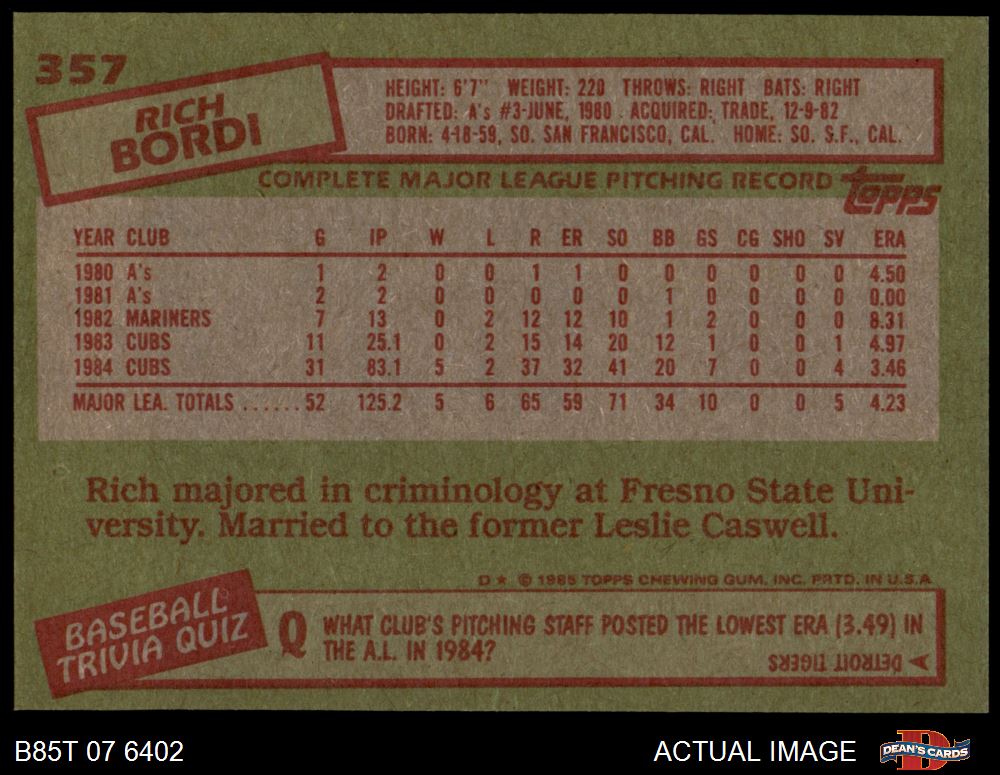 357
RICH
BORDI
HEIGHT: 6'7" WEIGHT: 220 THROWS: RIGHT BATS: RIGHT
DRAFTED: A's #3-JUNE, 1980 . ACQUIRED: TRADE, 12-9-82
BORN: 4-18-59, SO. SAN FRANCISCO, CAL. HOME: SO. S.F., CAL.
COMPLETE MAJOR LEAGUE PITCHING RECORD topps
YEAR CLUB G IP W L R ER SO BB GS CG SHO SV ERA
1980 A's 1 2 0 0 1 1 0 0 0 0 0 0 4.50
1981 A's 2 2 0 0 0 0 0 1 0 0 0 0 0.00
1982 MARINERS 7 13 0 2 12 12 10 1 2 0 0 0 8.31
1983 CUBS 11 25.1 0 2 15 14 20 12 1 0 0 1 4.97
1984 CUBS 31 83.1 5 2 37 32 41 20 7 0 0 4 3.46
MAJOR LEA. TOTALS ...... 52 125.2 5 6 65 59 71 34 10 0 0 5 4.23
Rich majored in criminology at Fresno State Uni-
versity. Married to the former Leslie Caswell.
D ★ © 1985 TOPPS CHEWING GUM, INC. PRTD. IN U.S.A.
BASEBALL
TRIVIA QUIZ
Q WHAT CLUB'S PITCHING STAFF POSTED THE LOWEST ERA (3.49) IN
THE A.L. IN 1984?
DETROIT TIGERS
B85T 07 6402
ACTUAL IMAGE
D
DEAN'S CARDS